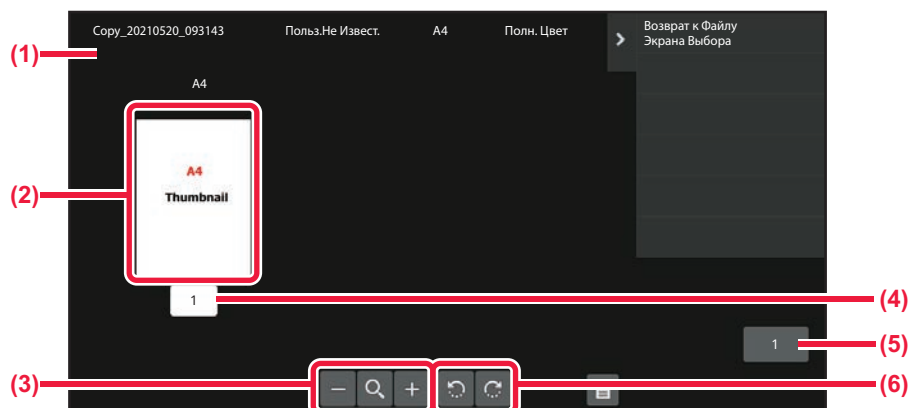 Copy_20210520_093143 Польз.Не Извест. A4 Полн. Цвет
Возврат к Файлу
Экрана Выбора
(1)
A4
(2)
A4
Thumbnail
1
(4)
1
(5)
(3)
(6)